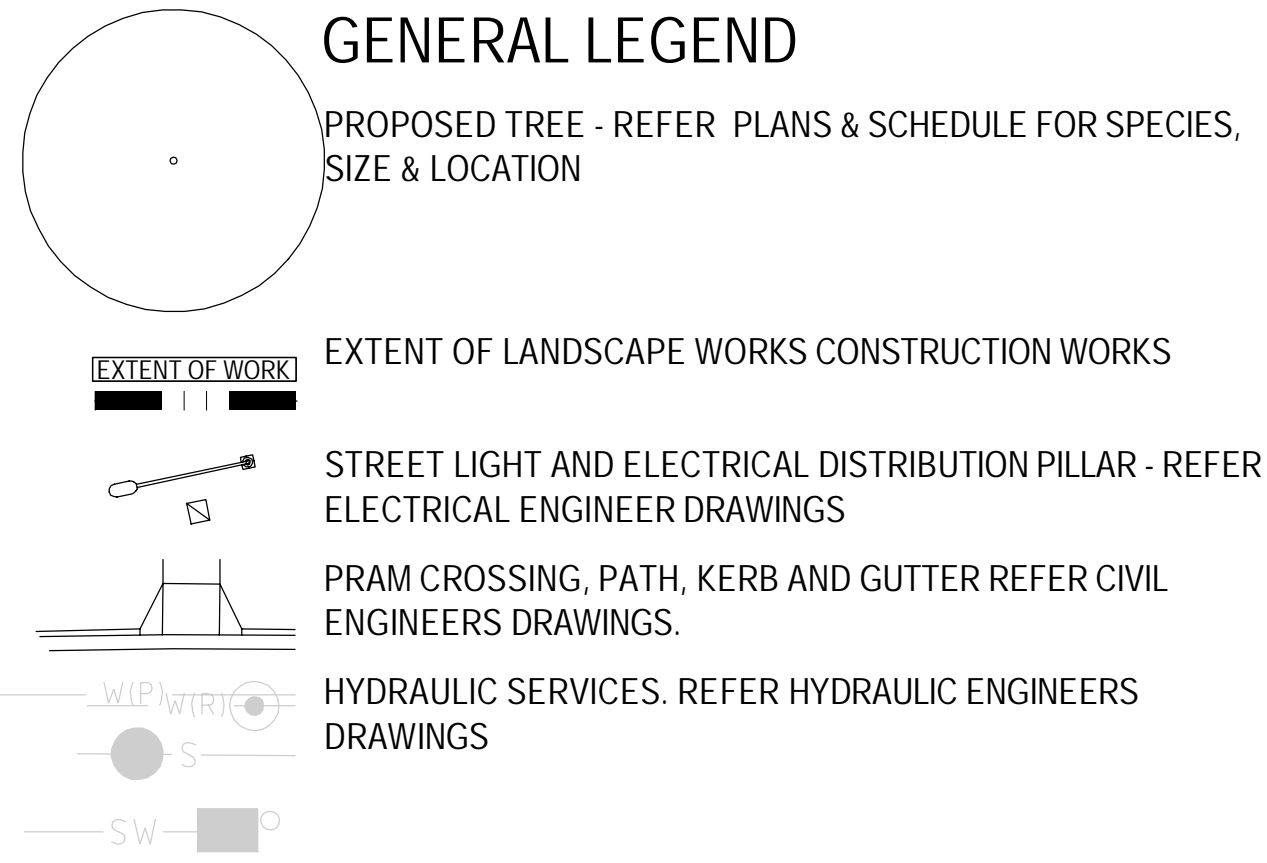 GENERAL LEGEND
PROPOSED TREE - REFER PLANS & SCHEDULE FOR SPECIES,
SIZE & LOCATION
EXTENT OF WORK
EXTENT OF LANDSCAPE WORKS CONSTRUCTION WORKS
STREET LIGHT AND ELECTRICAL DISTRIBUTION PILLAR - REFER
ELECTRICAL ENGINEER DRAWINGS
PRAM CROSSING, PATH, KERB AND GUTTER REFER CIVIL
ENGINEERS DRAWINGS.
W(P)
W(R)
HYDRAULIC SERVICES. REFER HYDRAULIC ENGINEERS
DRAWINGS
S
SW